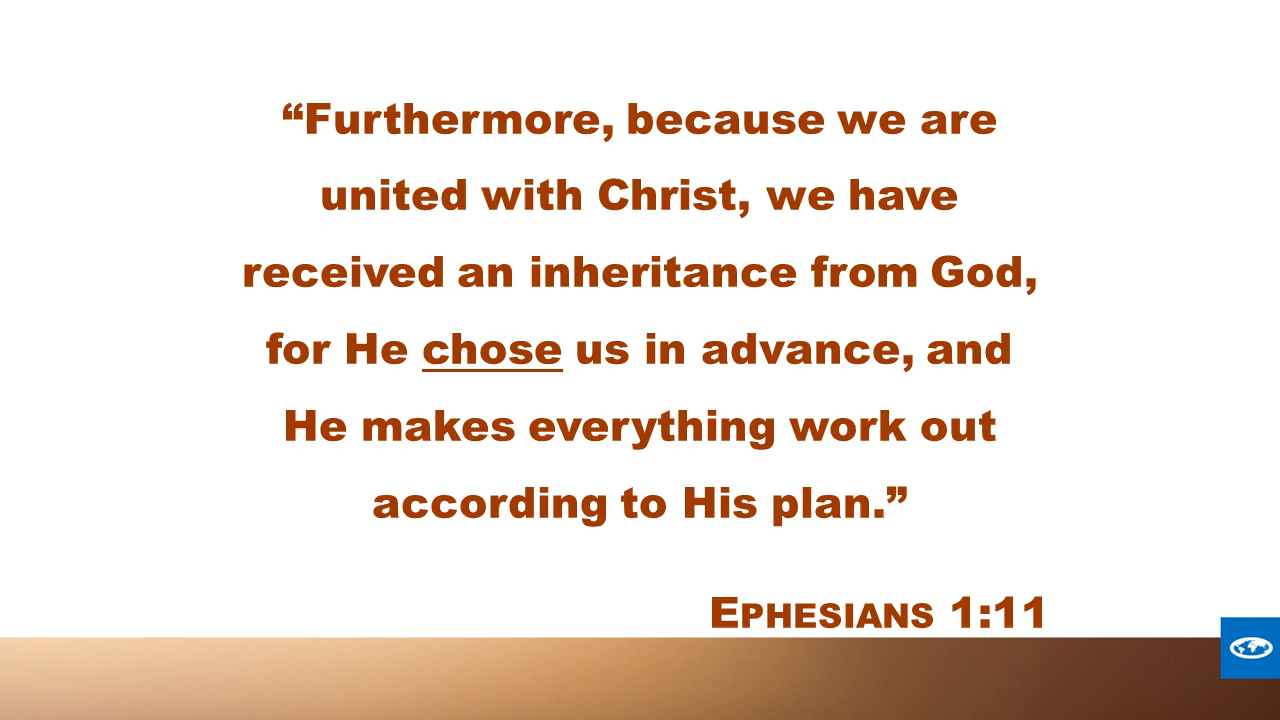 “Furthermore, because we are
united with Christ, we have
received an inheritance from God,
for He chose us in advance, and
He makes everything work out
according to His plan.”
Ephesians 1:11